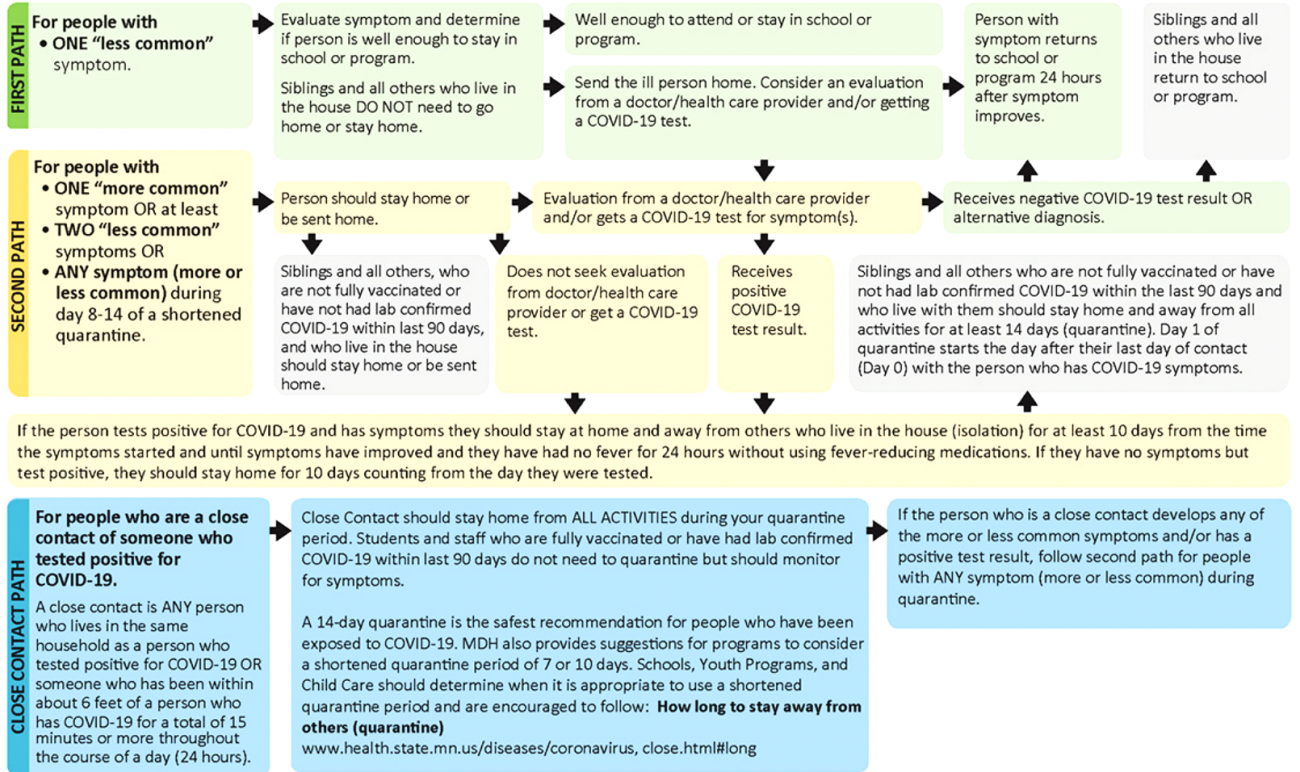 FIRST PATH
For people with
• ONE “less common”
symptom.
Evaluate symptom and determine
if person is well enough to stay in
school or program.
Siblings and all others who live in
the house DO NOT need to go
home or stay home.
Well enough to attend or stay in school or
program.
Send the ill person home. Consider an evaluation
from a doctor/health care provider and/or getting
a COVID-19 test.
Person with
symptom returns
to school or
program 24 hours
after symptom
improves.
Siblings and all
others who live
in the house
return to school
or program.
SECOND PATH
For people with
• ONE “more common”
symptom OR at least
• TWO “less common”
symptoms OR
• ANY symptom (more or
less common) during
day 8-14 of a shortened
quarantine.
Person should stay home or
be sent home.
Evaluation from a doctor/health care provider
and/or gets a COVID-19 test for symptom(s).
Receives negative COVID-19 test result OR
alternative diagnosis.
Siblings and all others, who
are not fully vaccinated or
have not had lab confirmed
COVID-19 within last 90 days,
and who live in the house
should stay home or be sent
home.
Does not seek evaluation
from doctor/health care
provider or get a COVID-19
test.
Receives
positive
COVID-19
test result.
Siblings and all others who are not fully vaccinated or have
not had lab confirmed COVID-19 within the last 90 days and
who live with them should stay home and away from all
activities for at least 14 days (quarantine). Day 1 of
quarantine starts the day after their last day of contact
(Day 0) with the person who has COVID-19 symptoms.
If the person tests positive for COVID-19 and has symptoms they should stay at home and away from others who live in the house (isolation) for at least 10 days from the time
the symptoms started and until symptoms have improved and they have had no fever for 24 hours without using fever-reducing medications. If they have no symptoms but
test positive, they should stay home for 10 days counting from the day they were tested.
CLOSE CONTACT PATH
For people who are a close
contact of someone who
tested positive for
COVID-19.
A close contact is ANY person
who lives in the same
household as a person who
tested positive for COVID-19 OR
someone who has been within
about 6 feet of a person who
has COVID-19 for a total of 15
minutes or more throughout
the course of a day (24 hours).
Close Contact should stay home from ALL ACTIVITIES during your quarantine
period. Students and staff who are fully vaccinated or have had lab confirmed
COVID-19 within last 90 days do not need to quarantine but should monitor
for symptoms.
A 14-day quarantine is the safest recommendation for people who have been
exposed to COVID-19. MDH also provides suggestions for programs to consider
a shortened quarantine period of 7 or 10 days. Schools, Youth Programs, and
Child Care should determine when it is appropriate to use a shortened
quarantine period and are encouraged to follow: How long to stay away from
others (quarantine)
www.health.state.mn.us/diseases/coronavirus, close.html#long
If the person who is a close contact develops any of
the more or less common symptoms and/or has a
positive test result, follow second path for people
with ANY symptom (more or less common) during
quarantine.